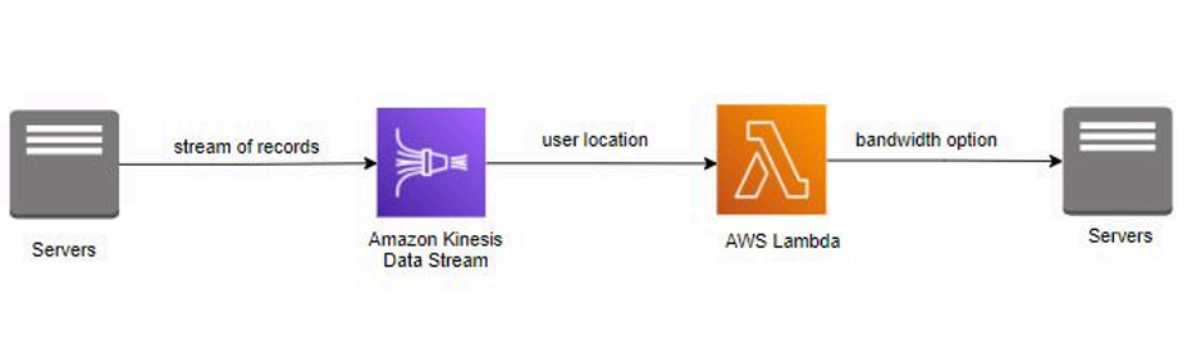 stream of records
user location
bandwidth option
Servers
Amazon Kinesis
Data Stream
AWS Lambda
Servers